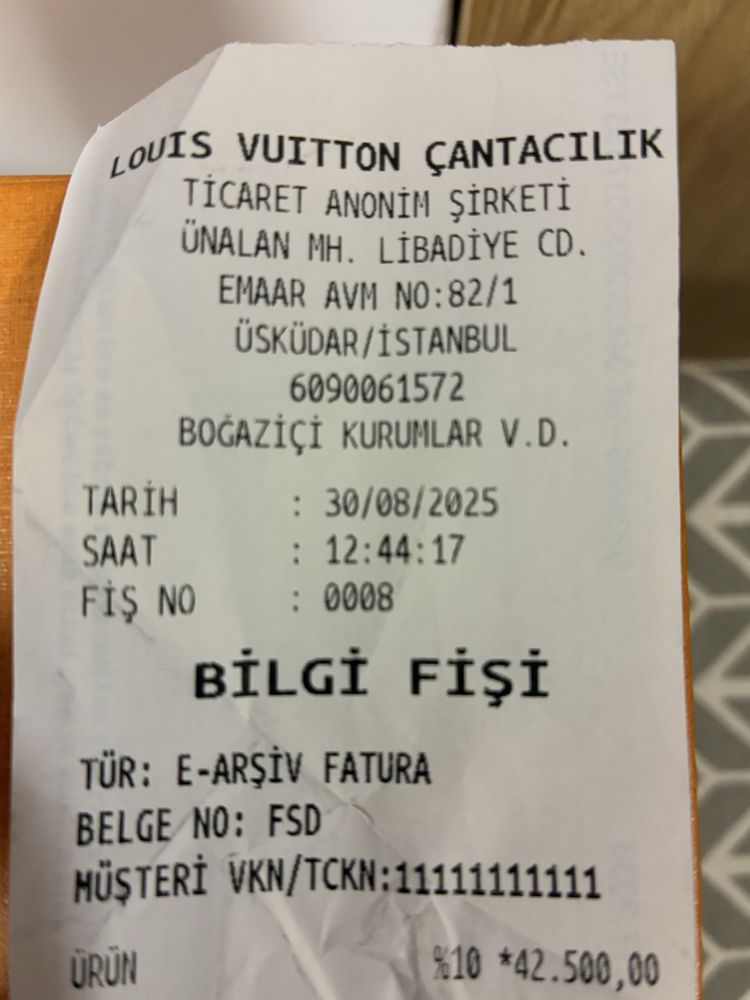 LOUIS VUITTON ÇANTACILIK
TİCARET ANONİM ŞİRKETİ
ÜNALAN MH. LİBADİYE CD.
EMAAR AVM NO:82/1
ÜSKÜDAR/İSTANBUL
6090061572
BOĞAZİÇİ KURUMLAR V.D.
TARİH : 30/08/2025
SAAT : 12:44:17
FİŞ NO : 0008
BİLGİ FİŞİ
TÜR: E-ARŞİV FATURA
BELGE NO: FSD
MÜŞTERİ VKN/TCKN:11111111111
ÜRÜN %10 *42.500,00